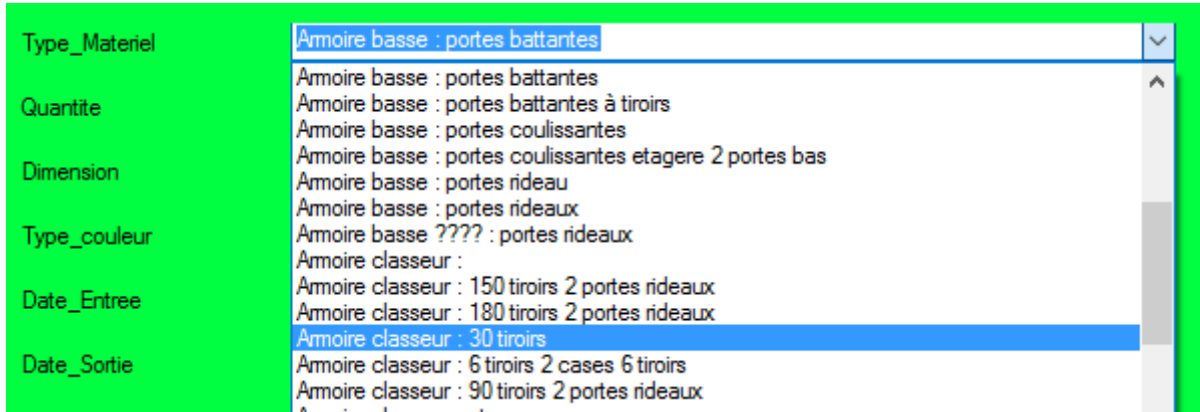 Type_Materiel
Armoire basse : portes battantes
Armoire basse : portes battantes
Quantite
Armoire basse : portes battantes à tiroirs
Armoire basse : portes coulissantes
Armoire basse : portes coulissantes etagere 2 portes bas
Dimension
Armoire basse : portes rideau
Armoire basse : portes rideaux
Type_couleur
Armoire basse ???? : portes rideaux
Armoire classeur :
Armoire classeur : 150 tiroirs 2 portes rideaux
Date_Entree
Armoire classeur : 180 tiroirs 2 portes rideaux
Armoire classeur : 30 tiroirs
Date_Sortie
Armoire classeur : 6 tiroirs 2 cases 6 tiroirs
Armoire classeur : 90 tiroirs 2 portes rideaux